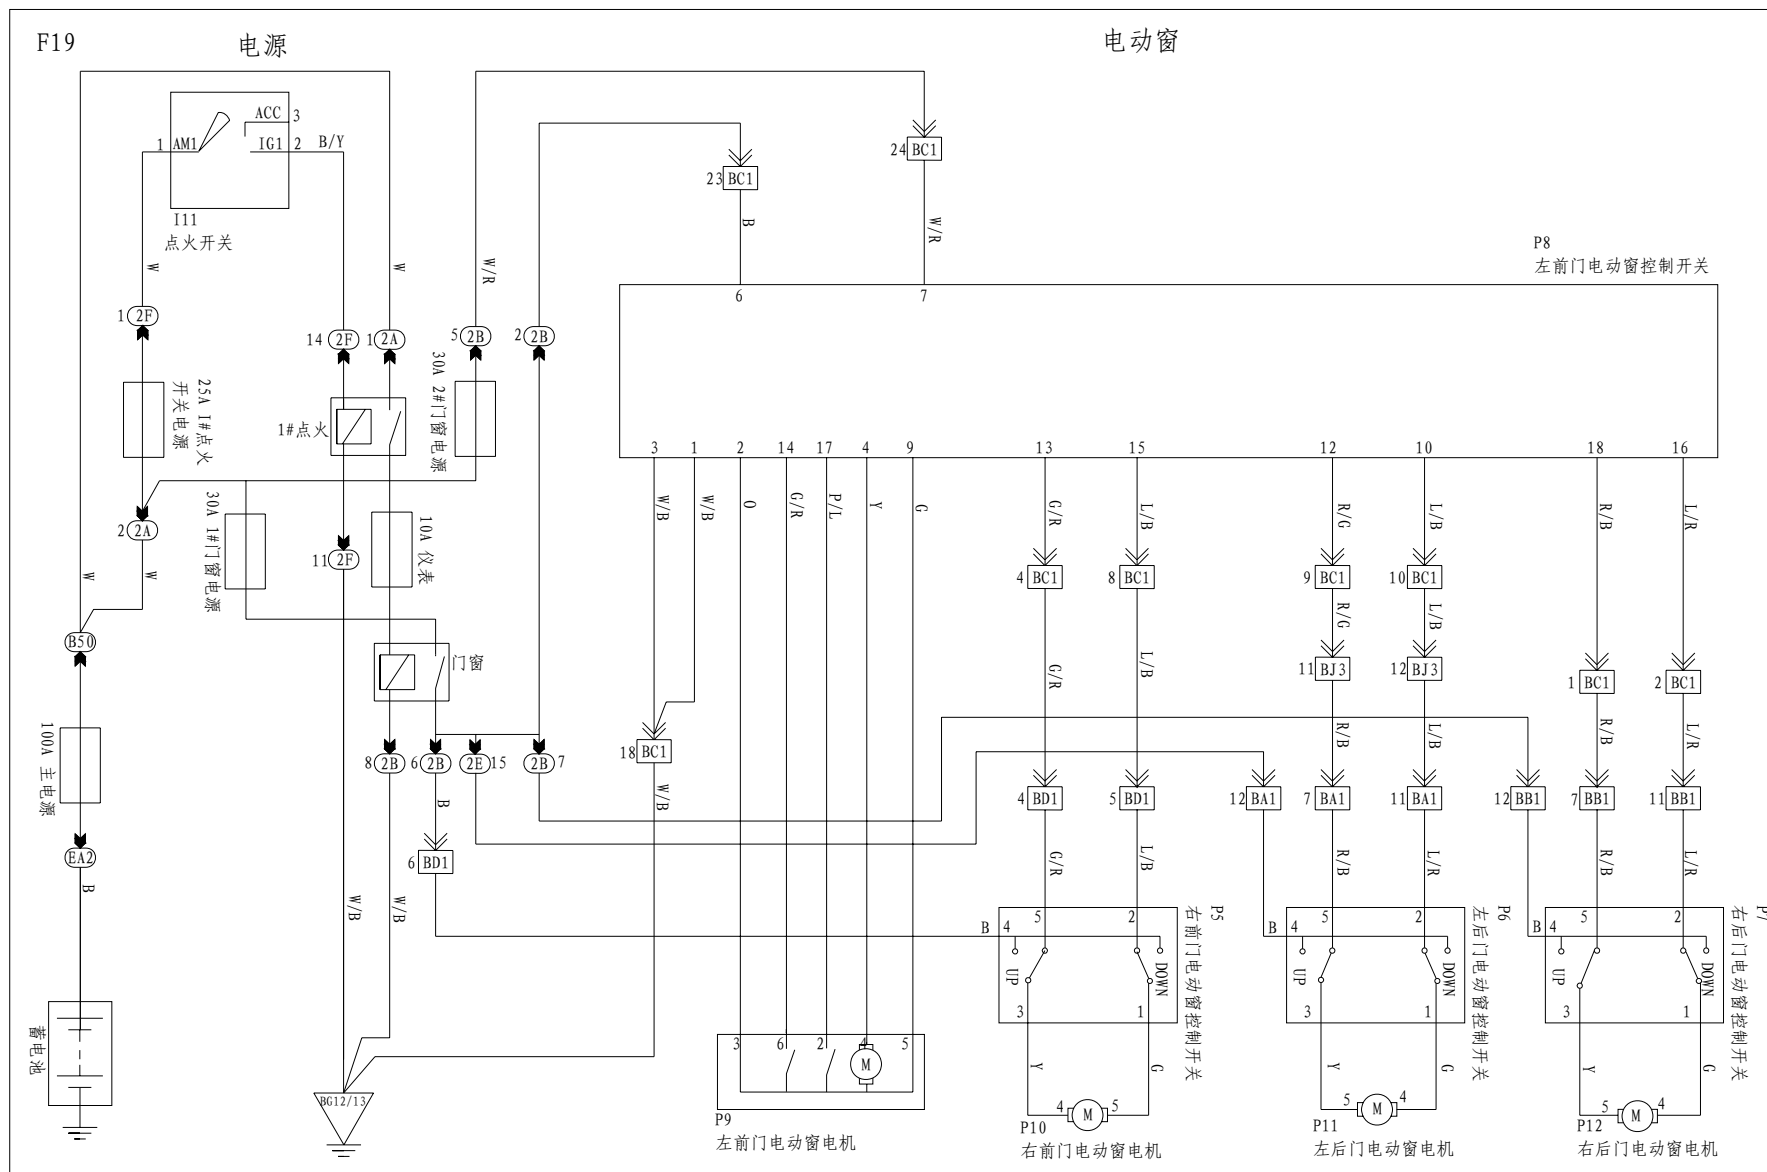 F19
电源
电动窗
ACC 3
1 AM1
IG1 2 B/Y
I11
点火开关
W
W
W/R
B
W/R
23 BC1
24 BC1
P8
左前门电动窗控制开关
6
7
1 2F
14 2F
1 2A
5 2B
2 2B
25A 1#点火
开关电源
1#点火
30A 2#门窗电源
3
1
2
14
17
4
9
13
15
12
10
18
16
30A 1#门窗电源
10A 仪表
2 2A
11 2F
W
W
W/B
W/B
O
G/R
P/L
Y
G
G/R
L/B
R/G
L/B
R/B
L/R
4 BC1
8 BC1
9 BC1
10 BC1
R/G
L/B
B50
门窗
G/R
L/B
11 BJ3
12 BJ3
1 BC1
2 BC1
100A 主电源
8 2B
6 2B
2E 15
2B 7
18 BC1
R/B
L/B
R/B
L/R
B
W/B
4 BD1
5 BD1
12 BA1
7 BA1
11 BA1
12 BB1
7 BB1
11 BB1
EA2
6 BD1
B
W/B
W/B
G/R
L/B
R/B
L/R
R/B
L/R
P5
右前门电动窗控制开关
P6
左后门电动窗控制开关
P7
右后门电动窗控制开关
B 4
5
2
UP
DOWN
3
1
B 4
5
2
UP
DOWN
3
1
B 4
5
2
UP
DOWN
3
1
蓄电池
BG12/13
3
6
2
4
5
M
P9
左前门电动窗电机
Y
G
4 M 5
P10
右前门电动窗电机
Y
G
5 M 4
P11
左后门电动窗电机
Y
G
5 M 4
P12
右后门电动窗电机